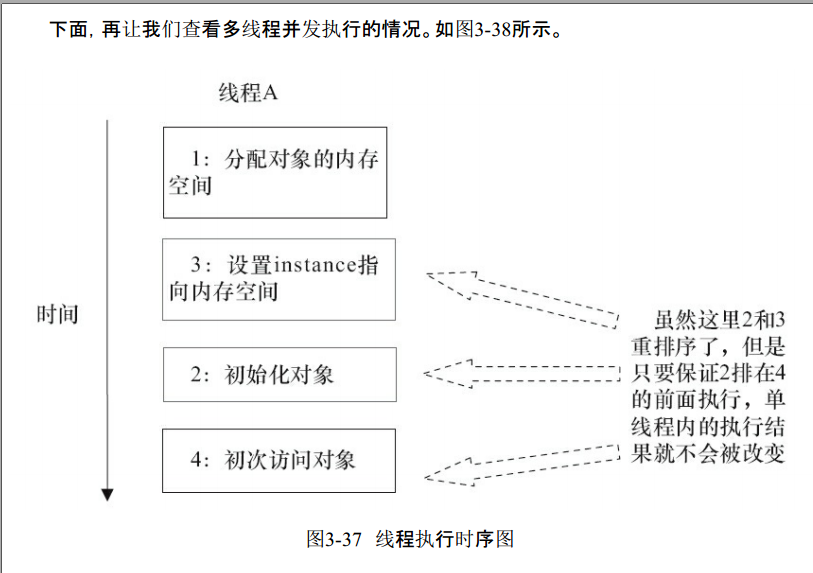 下面，再让我们查看多线程并发执行的情况。如图3-38所示。
线程A
1：分配对象的内存
空间
3：设置instance指
向内存空间
时间
2：初始化对象
4：初次访问对象
虽然这里2和3
重排序了，但是
只要保证2排在4
的前面执行，单
线程内的执行结
果就不会被改变
图3-37 线程执行时序图